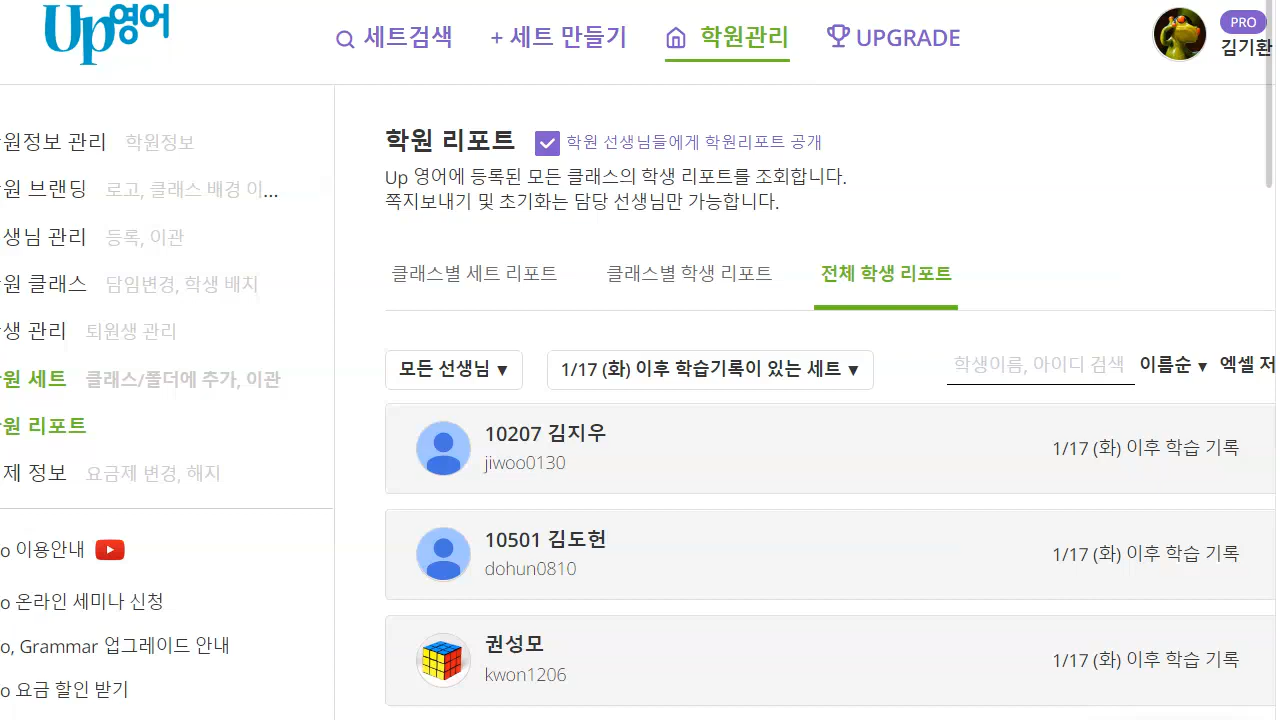 Up영어
세트검색
+ 세트 만들기
학원관리
UPGRADE
PRO
김기환
원정보 관리 학원정보
원 브랜딩 로고, 클래스 배경 이...
생님 관리 등록, 이관
원 클래스 담임변경, 학생 배치
생 관리 퇴원생 관리
원 세트 클래스/폴더에 추가, 이관
원 리포트
제 정보 요금제 변경, 해지
o 이용안내
o 온라인 세미나 신청
o, Grammar 업그레이드 안내
o 요금 할인 받기
학원 리포트 학원 선생님들에게 학원리포트 공개
Up 영어에 등록된 모든 클래스의 학생 리포트를 조회합니다.
쪽지보내기 및 초기화는 담당 선생님만 가능합니다.
클래스별 세트 리포트 클래스별 학생 리포트 전체 학생 리포트
모든 선생님 ▼ 1/17 (화) 이후 학습기록이 있는 세트 ▼ 학생이름, 아이디 검색 이름순 ▼ 엑셀 저
10207 김지우
jiwoo0130
1/17 (화) 이후 학습 기록
10501 김도헌
dohun0810
1/17 (화) 이후 학습 기록
권성모
kwon1206
1/17 (화) 이후 학습 기록